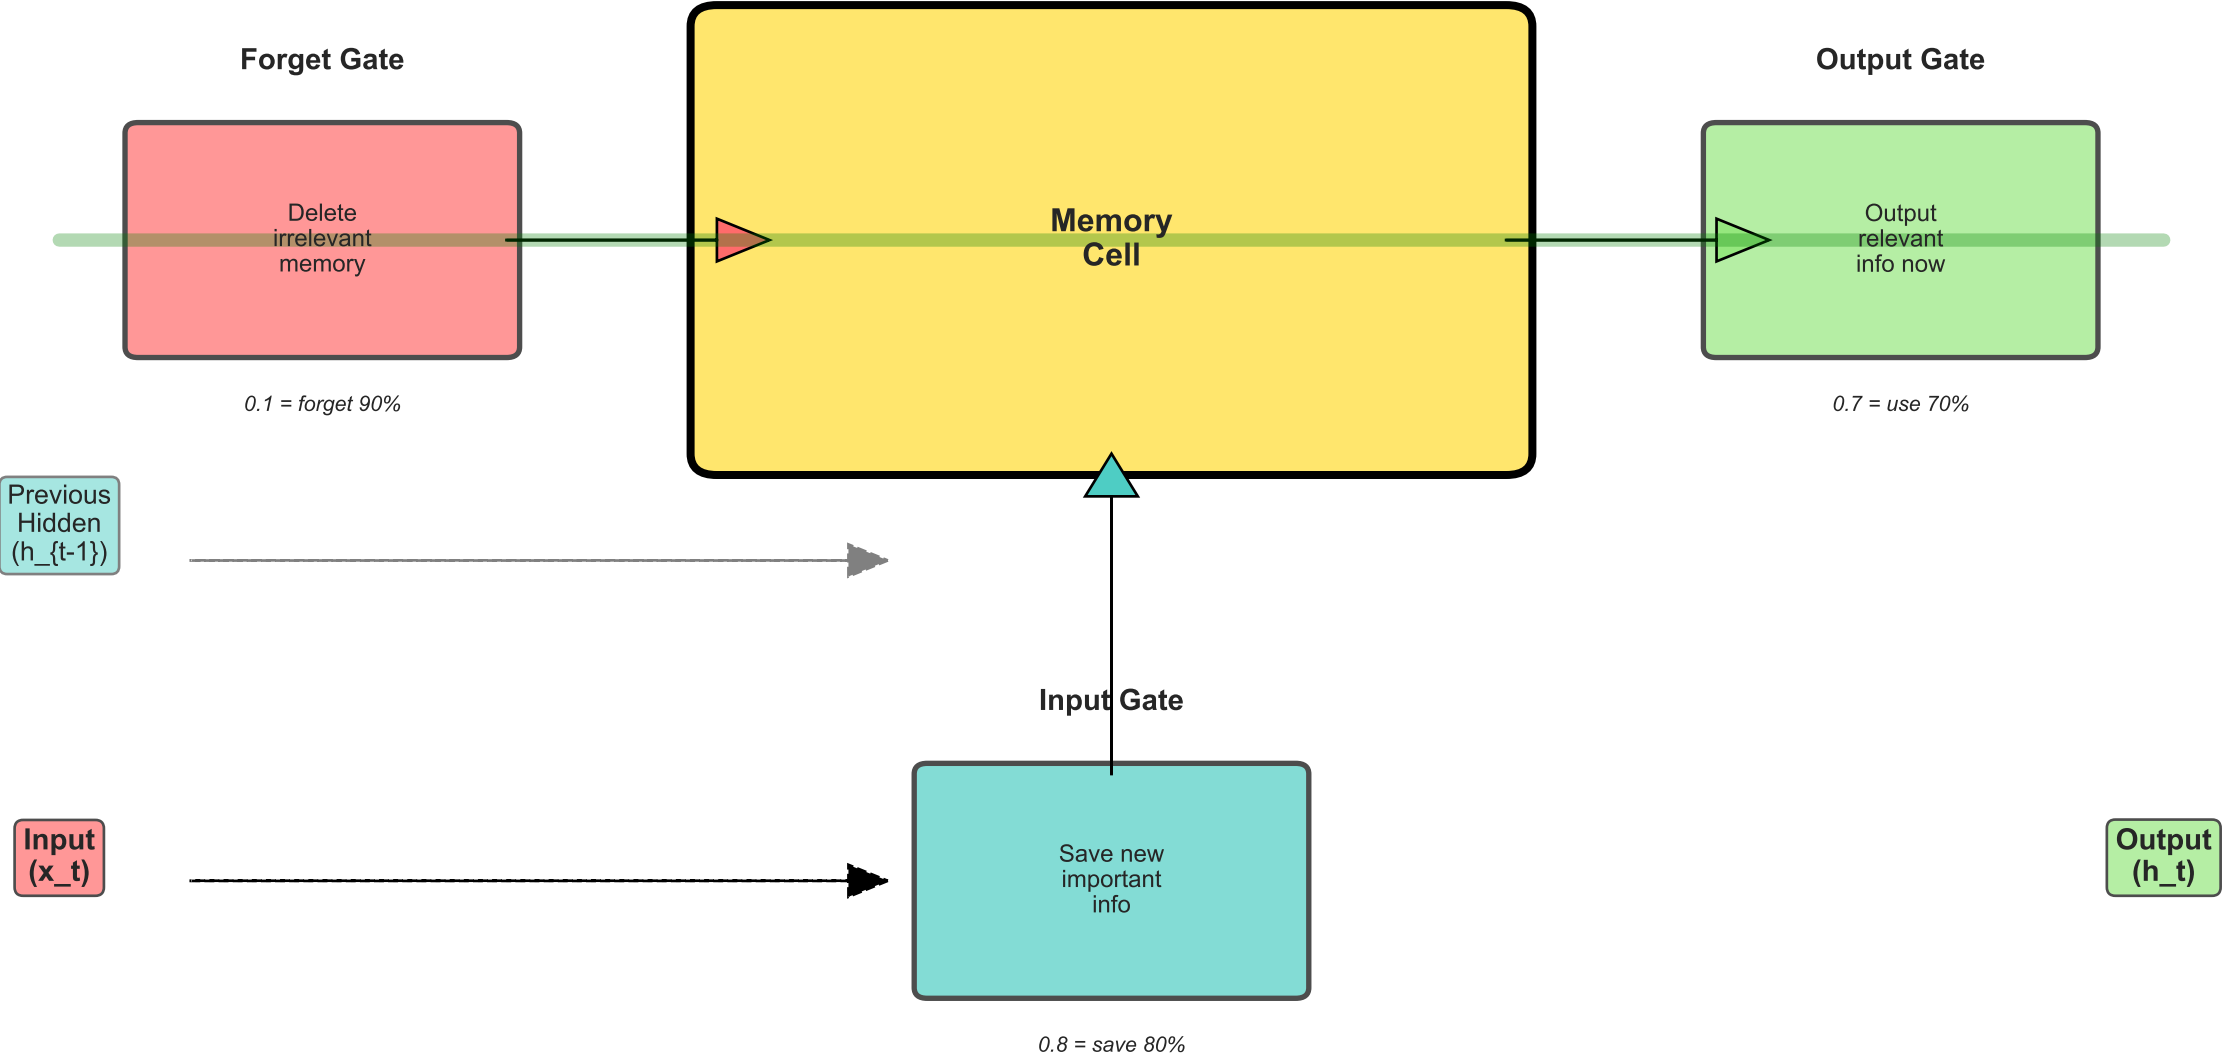 Forget Gate
Delete
irrelevant
memory
0.1 = forget 90%
Memory
Cell
Output Gate
Output
relevant
info now
0.7 = use 70%
Previous
Hidden
(h_{t-1})
Input Gate
Save new
important
info
0.8 = save 80%
Input
(x_t)
Output
(h_t)